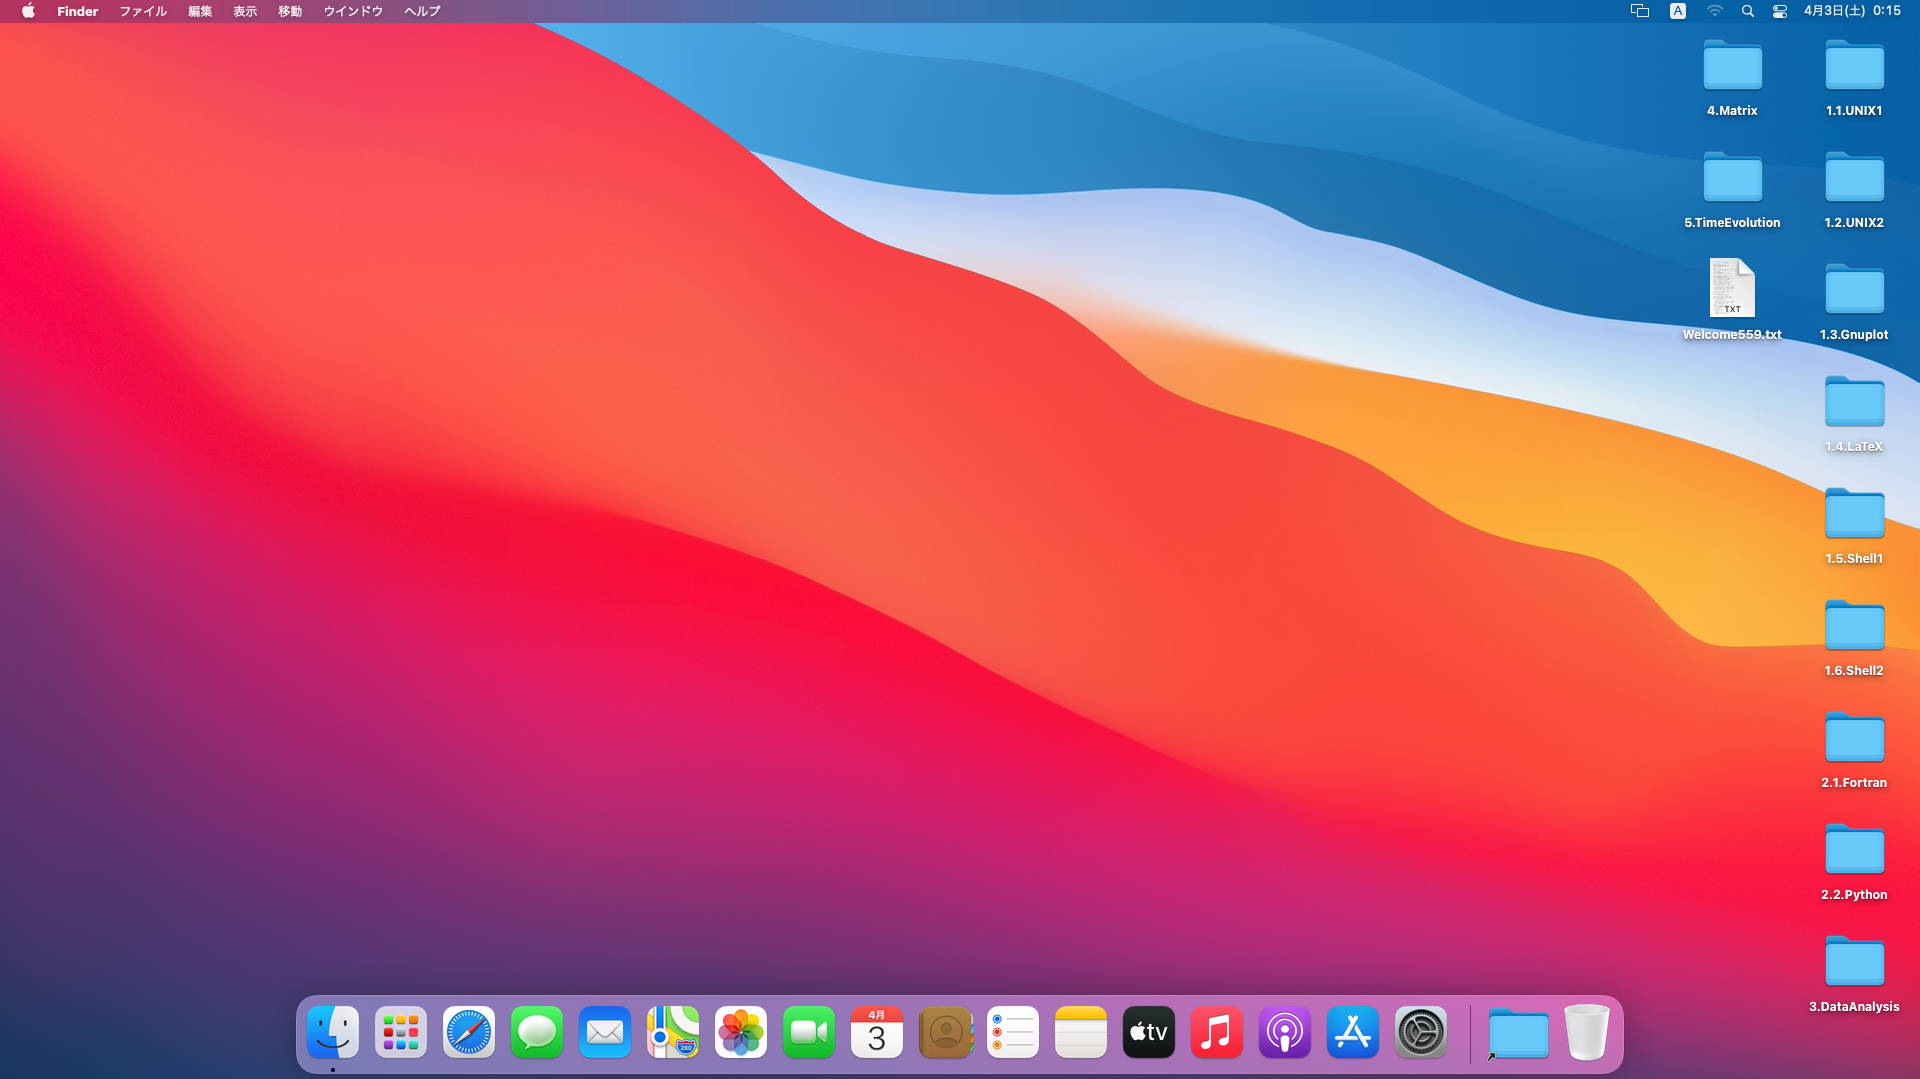 Finder ファイル 編集 表示 移動 ウインドウ ヘルプ A 4月3日(土) 0:15
4.Matrix 1.1.UNIX1
5.TimeEvolution 1.2.UNIX2
TXT
Welcome559.txt 1.3.Gnuplot
1.4.LaTeX
1.5.Shell1
1.6.Shell2
2.1.Fortran
2.2.Python
3.DataAnalysis
4月
3
280
tv